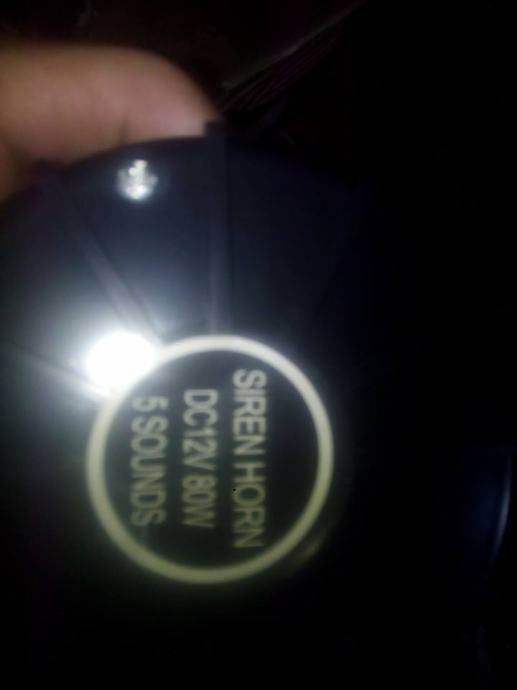 SIREN HORN
DC12V 80W
5 SOUNDS